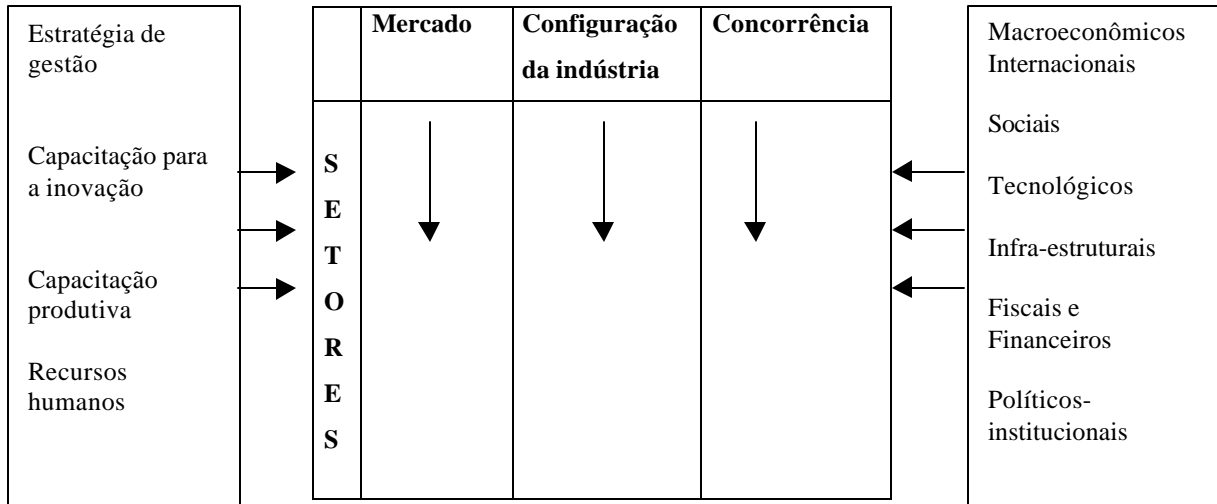 Estratégia de
gestão
Capacitação para
a inovação
Capacitação
produtiva
Recursos
humanos
Mercado
Configuração
da indústria
Concorrência
S
E
T
O
R
E
S
Macroeconômicos
Internacionais
Sociais
Tecnológicos
Infra-estruturais
Fiscais e
Financeiros
Políticos-
institucionais